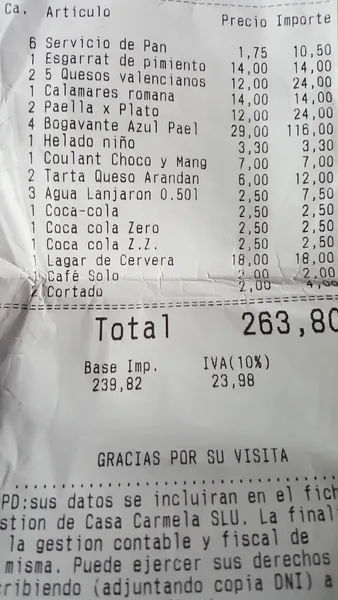 Ca. Articulo Precio Importe
6 Servicio de Pan 1,75 10,50
1 Esgarrat de pimiento 14,00 14,00
2 5 Quesos valencianos 12,00 24,00
1 Calamares romana 14,00 14,00
2 Paella x Plato 12,00 24,00
4 Bogavante Azul Pael 29,00 116,00
1 Helado niño 3,30 3,30
1 Coulant Choco y Mang 7,00 7,00
2 Tarta Queso Arandan 6,00 12,00
3 Agua Lanjaron 0.50l 2,50 7,50
1 Coca-cola 2,50 2,50
1 Coca cola Zero 2,50 2,50
1 Coca cola Z.Z. 2,50 2,50
1 Lagar de Cervera 18,00 18,00
1 Café Solo 2,00 2,00
2 Cortado 2,00 4,00
Total 263,80
Base Imp. IVA(10%)
239,82 23,98
GRACIAS POR SU VISITA
PD:sus datos se incluiran en el fich
stion de Casa Carmela SLU. La final
la gestion contable y fiscal de
misma. Puede ejercer sus derechos
ribiendo (adjuntando copia DNI) a